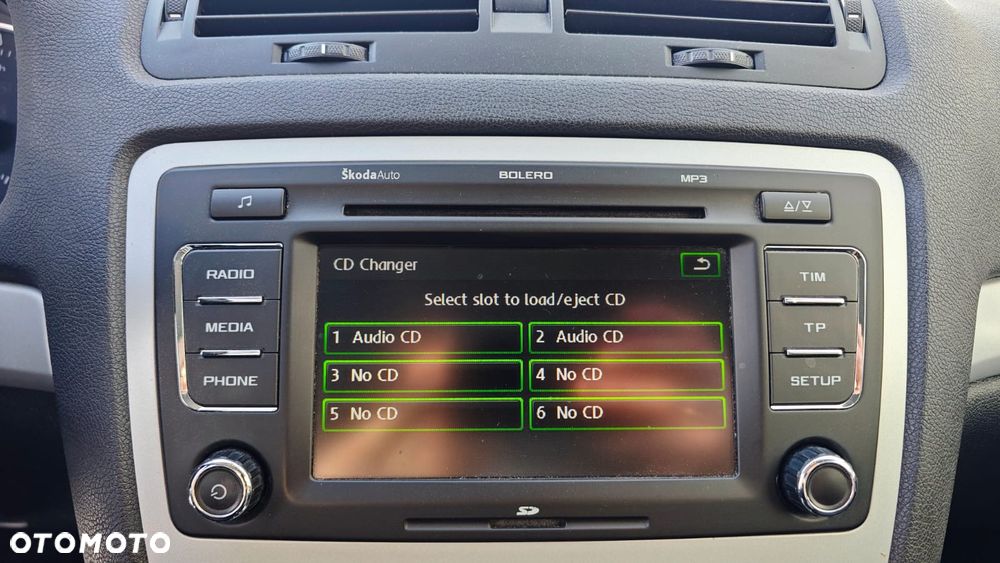 ŠkodaAuto BOLERO MP3
RADIO
MEDIA
PHONE
CD Changer
Select slot to load/eject CD
1 Audio CD
2 Audio CD
3 No CD
4 No CD
5 No CD
6 No CD
TIM
TP
SETUP
SD
OTOMOTO